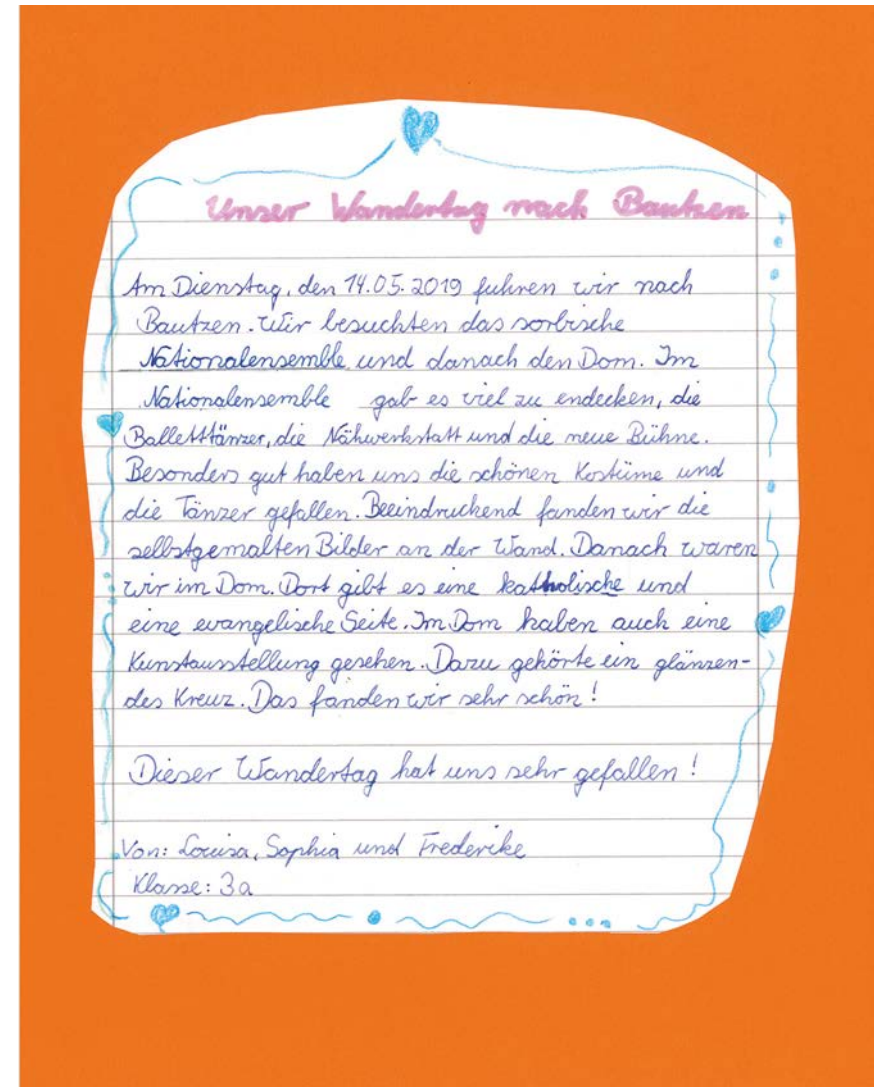 Unser Wandertag nach Bautzen
Am Dienstag, den 14.05.2019 fuhren wir nach
Bautzen. Wir besuchten das sorbische
Nationalensemble und danach den Dom. Im
Nationalensemble gab es viel zu endecken, die
Balletttänzer, die Nähwerkstatt und die neue Bühne.
Besonders gut haben uns die schönen Kostüme und
die Tänzer gefallen. Beeindruckend fanden wir die
selbstgemalten Bilder an der Wand. Danach waren
wir im Dom. Dort gibt es eine katholische und
eine evangelische Seite. Im Dom haben auch eine
Kunstausstellung gesehen. Dazu gehörte ein glänzen-
des Kreuz. Das fanden wir sehr schön!
Dieser Wandertag hat uns sehr gefallen!
Von: Louisa, Sophia und Frederike
Klasse: 3a